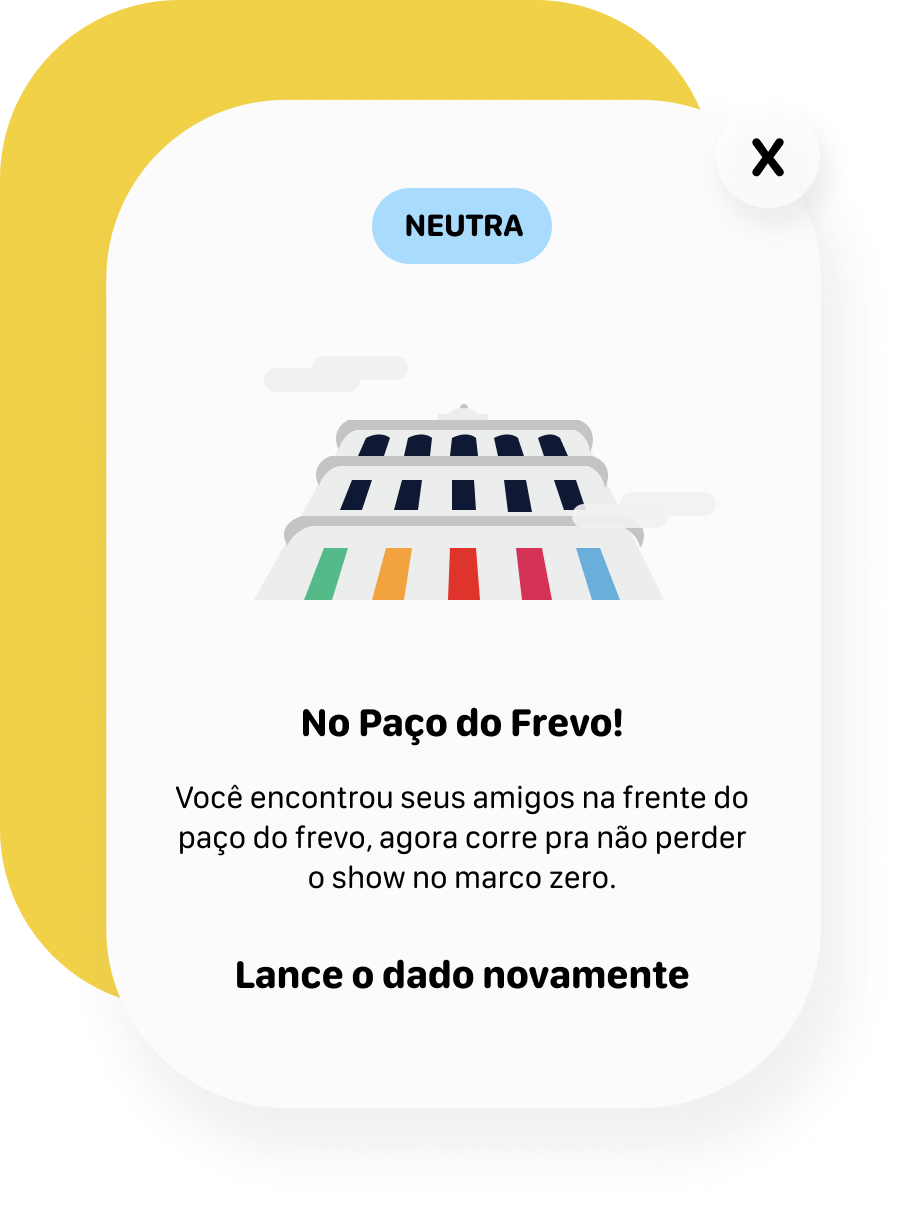 X
NEUTRA
No Paço do Frevo!
Você encontrou seus amigos na frente do
paço do frevo, agora corre pra não perder
o show no marco zero.
Lance o dado novamente